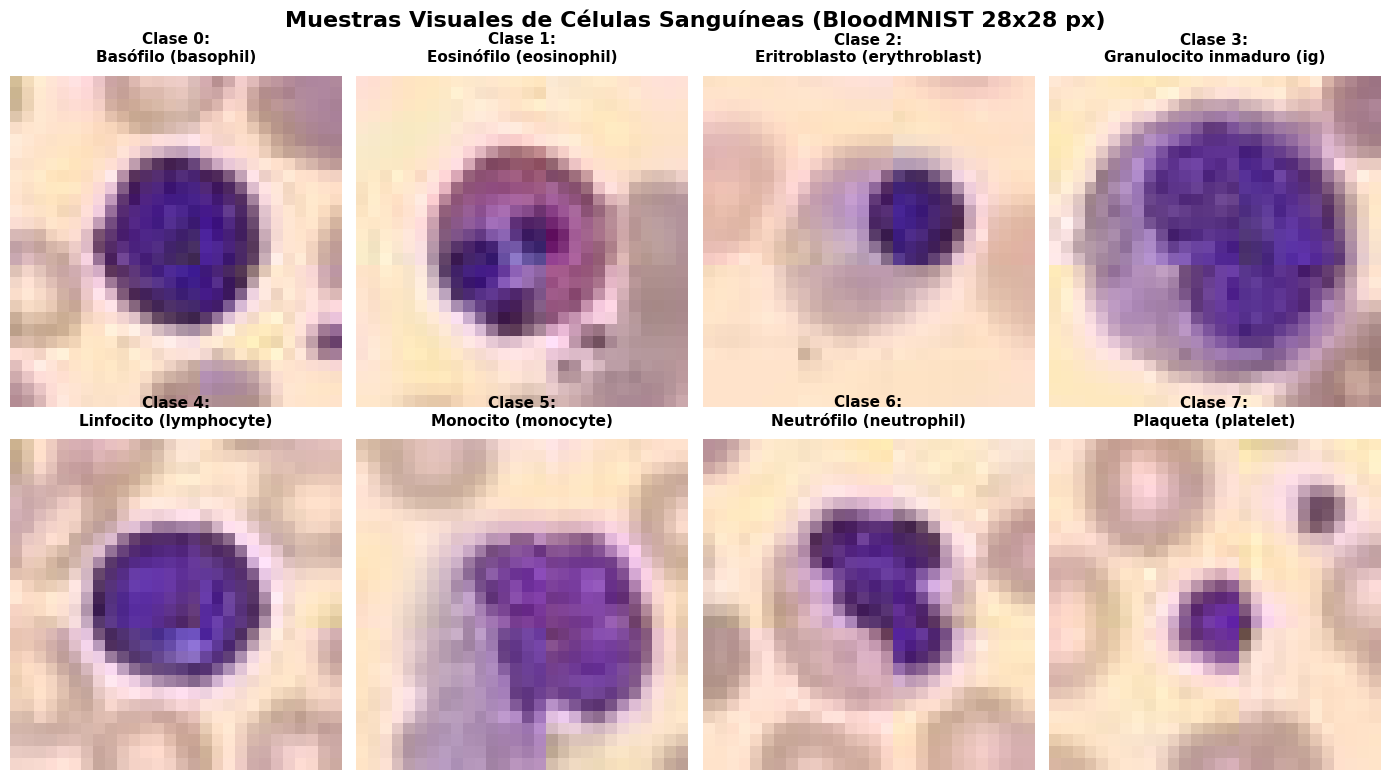 Muestras Visuales de Células Sanguíneas (BloodMNIST 28x28 px)
Clase 0:
Basófilo (basophil)
Clase 1:
Eosinófilo (eosinophil)
Clase 2:
Eritroblasto (erythroblast)
Clase 3:
Granulocito inmaduro (ig)
Clase 4:
Linfocito (lymphocyte)
Clase 5:
Monocito (monocyte)
Clase 6:
Neutrófilo (neutrophil)
Clase 7:
Plaqueta (platelet)